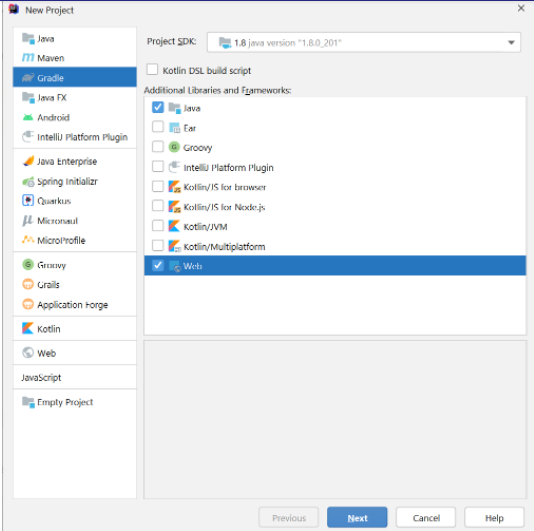 New Project
Java
Maven
Gradle
Java FX
Android
IntelliJ Platform Plugin
Java Enterprise
Spring Initializr
Quarkus
Micronaut
MicroProfile
Groovy
Grails
Application Forge
Kotlin
Web
JavaScript
Empty Project
Project SDK: 1.8 java version "1.8.0_201"
Kotlin DSL build script
Additional Libraries and Frameworks:
Java
Ear
Groovy
IntelliJ Platform Plugin
Kotlin/JS for browser
Kotlin/JS for Node.js
Kotlin/JVM
Kotlin/Multiplatform
Web
Previous Next Cancel Help